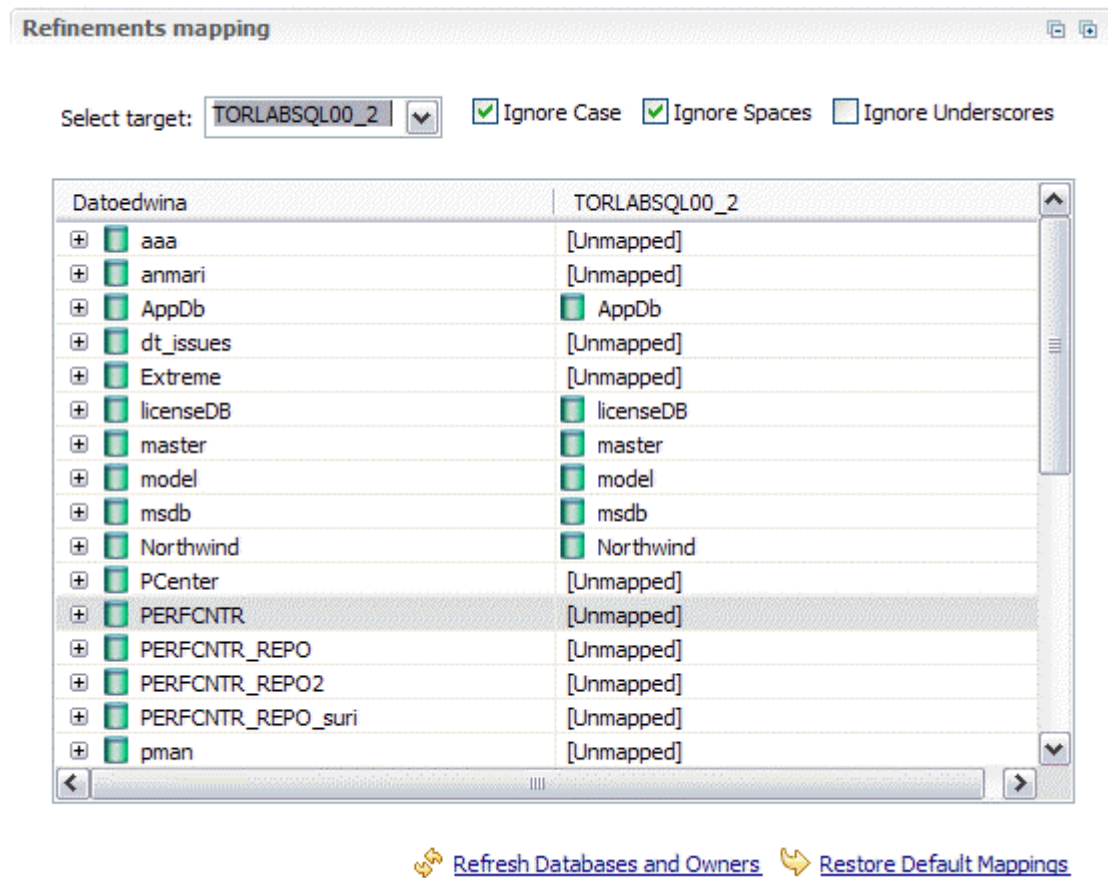 Refinements mapping
Select target: TORLABSQL00_2 Ignore Case Ignore Spaces Ignore Underscores
Datoedwina TORLABSQL00_2
aaa [Unmapped]
anmari [Unmapped]
AppDb AppDb
dt_issues [Unmapped]
Extreme [Unmapped]
licenseDB licenseDB
master master
model model
msdb msdb
Northwind Northwind
PCenter [Unmapped]
PERFCNTR [Unmapped]
PERFCNTR_REPO [Unmapped]
PERFCNTR_REPO2 [Unmapped]
PERFCNTR_REPO_suri [Unmapped]
pman [Unmapped]
Refresh Databases and Owners Restore Default Mappings